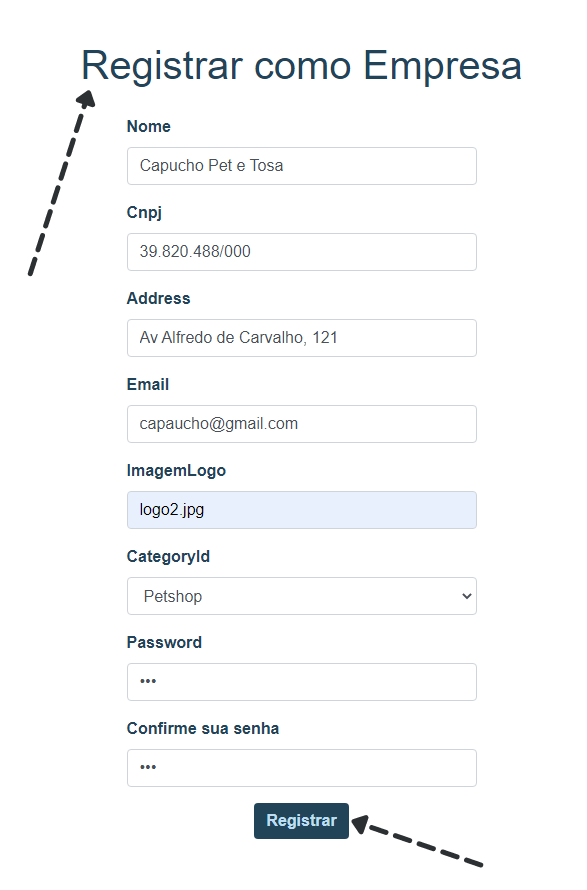 Registrar como Empresa
Nome
Capucho Pet e Tosa
Cnpj
39.820.488/000
Address
Av Alfredo de Carvalho, 121
Email
capaucho@gmail.com
ImagemLogo
logo2.jpg
CategoryId
Petshop
Password
•••
Confirme sua senha
•••
Registrar